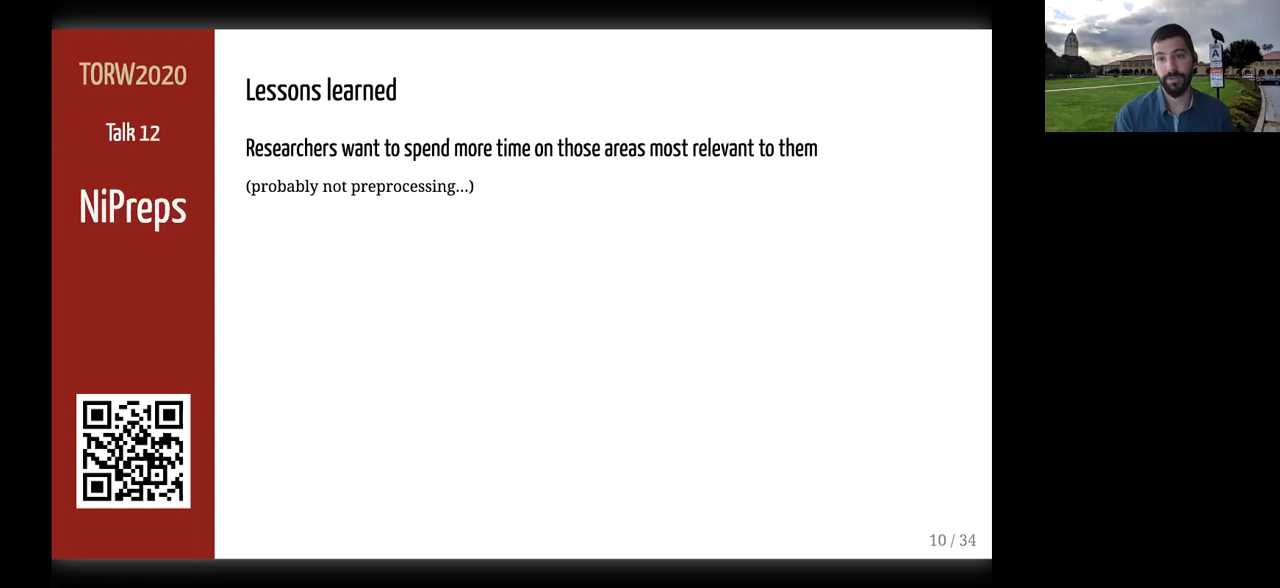 TORW2020
Talk 12
NiPreps
Lessons learned
Researchers want to spend more time on those areas most relevant to them
(probably not preprocessing...)
10 / 34
A